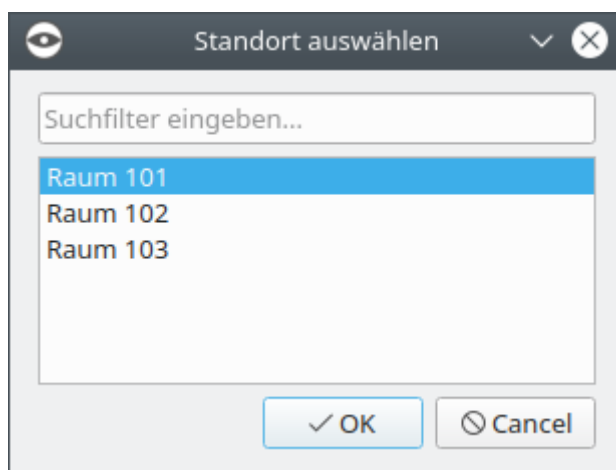 Standort auswählen
Suchfilter eingeben...
Raum 101
Raum 102
Raum 103
OK
Cancel